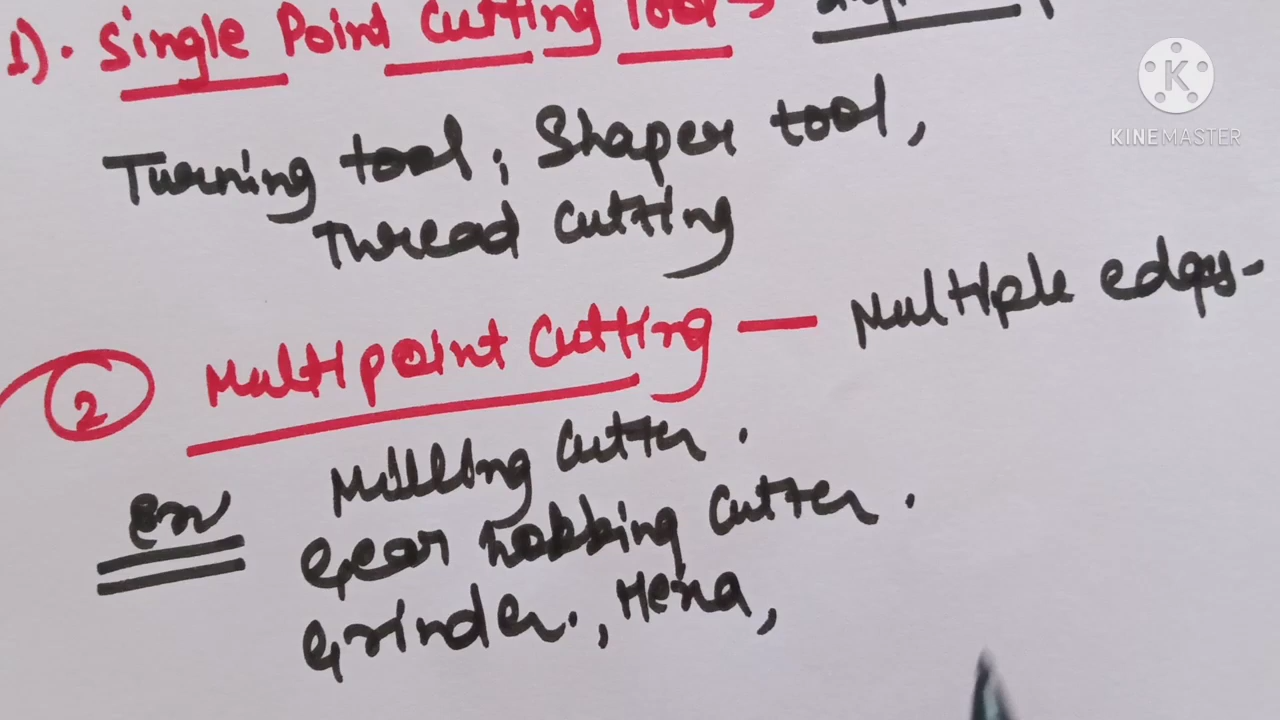 1). Single Point Cutting Tool→
KINEMASTER
Turning tool, Shaper tool,
Thread Cutting
2 Multipoint Cutting — Multiple edges-
Ex Milling Cutter.
Gear hobbing Cutter.
Grinder., Hexa,